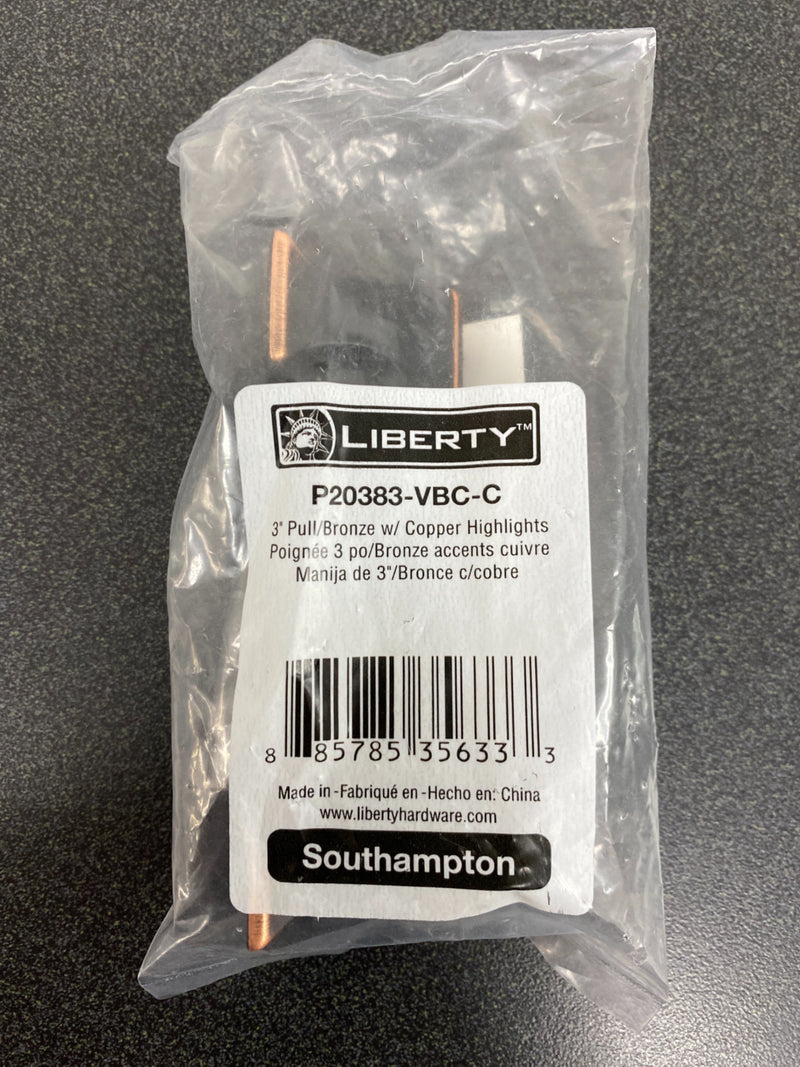 LIBERTY™
P20383-VBC-C
3" Pull/Bronze w/ Copper Highlights
Poignée 3 po/Bronze accents cuivre
Manija de 3"/Bronce c/cobre
8 85785 35633 3
Made in -Fabriqué en -Hecho en: China
www.libertyhardware.com
Southampton